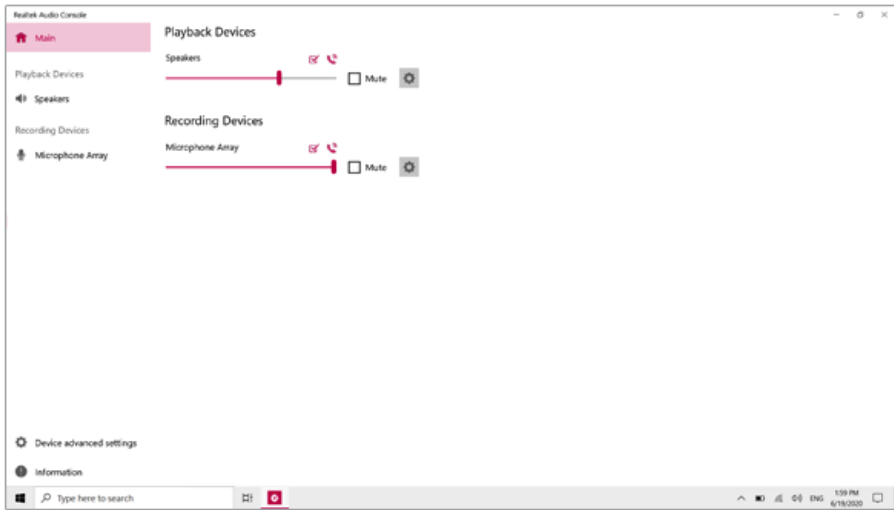 Realtek Audio Console
Main
Playback Devices
Speakers
Recording Devices
Microphone Array
Device advanced settings
Information
Playback Devices
Speakers
Mute
Recording Devices
Microphone Array
Mute
Type here to search
ENG
1:59 PM
6/19/2020